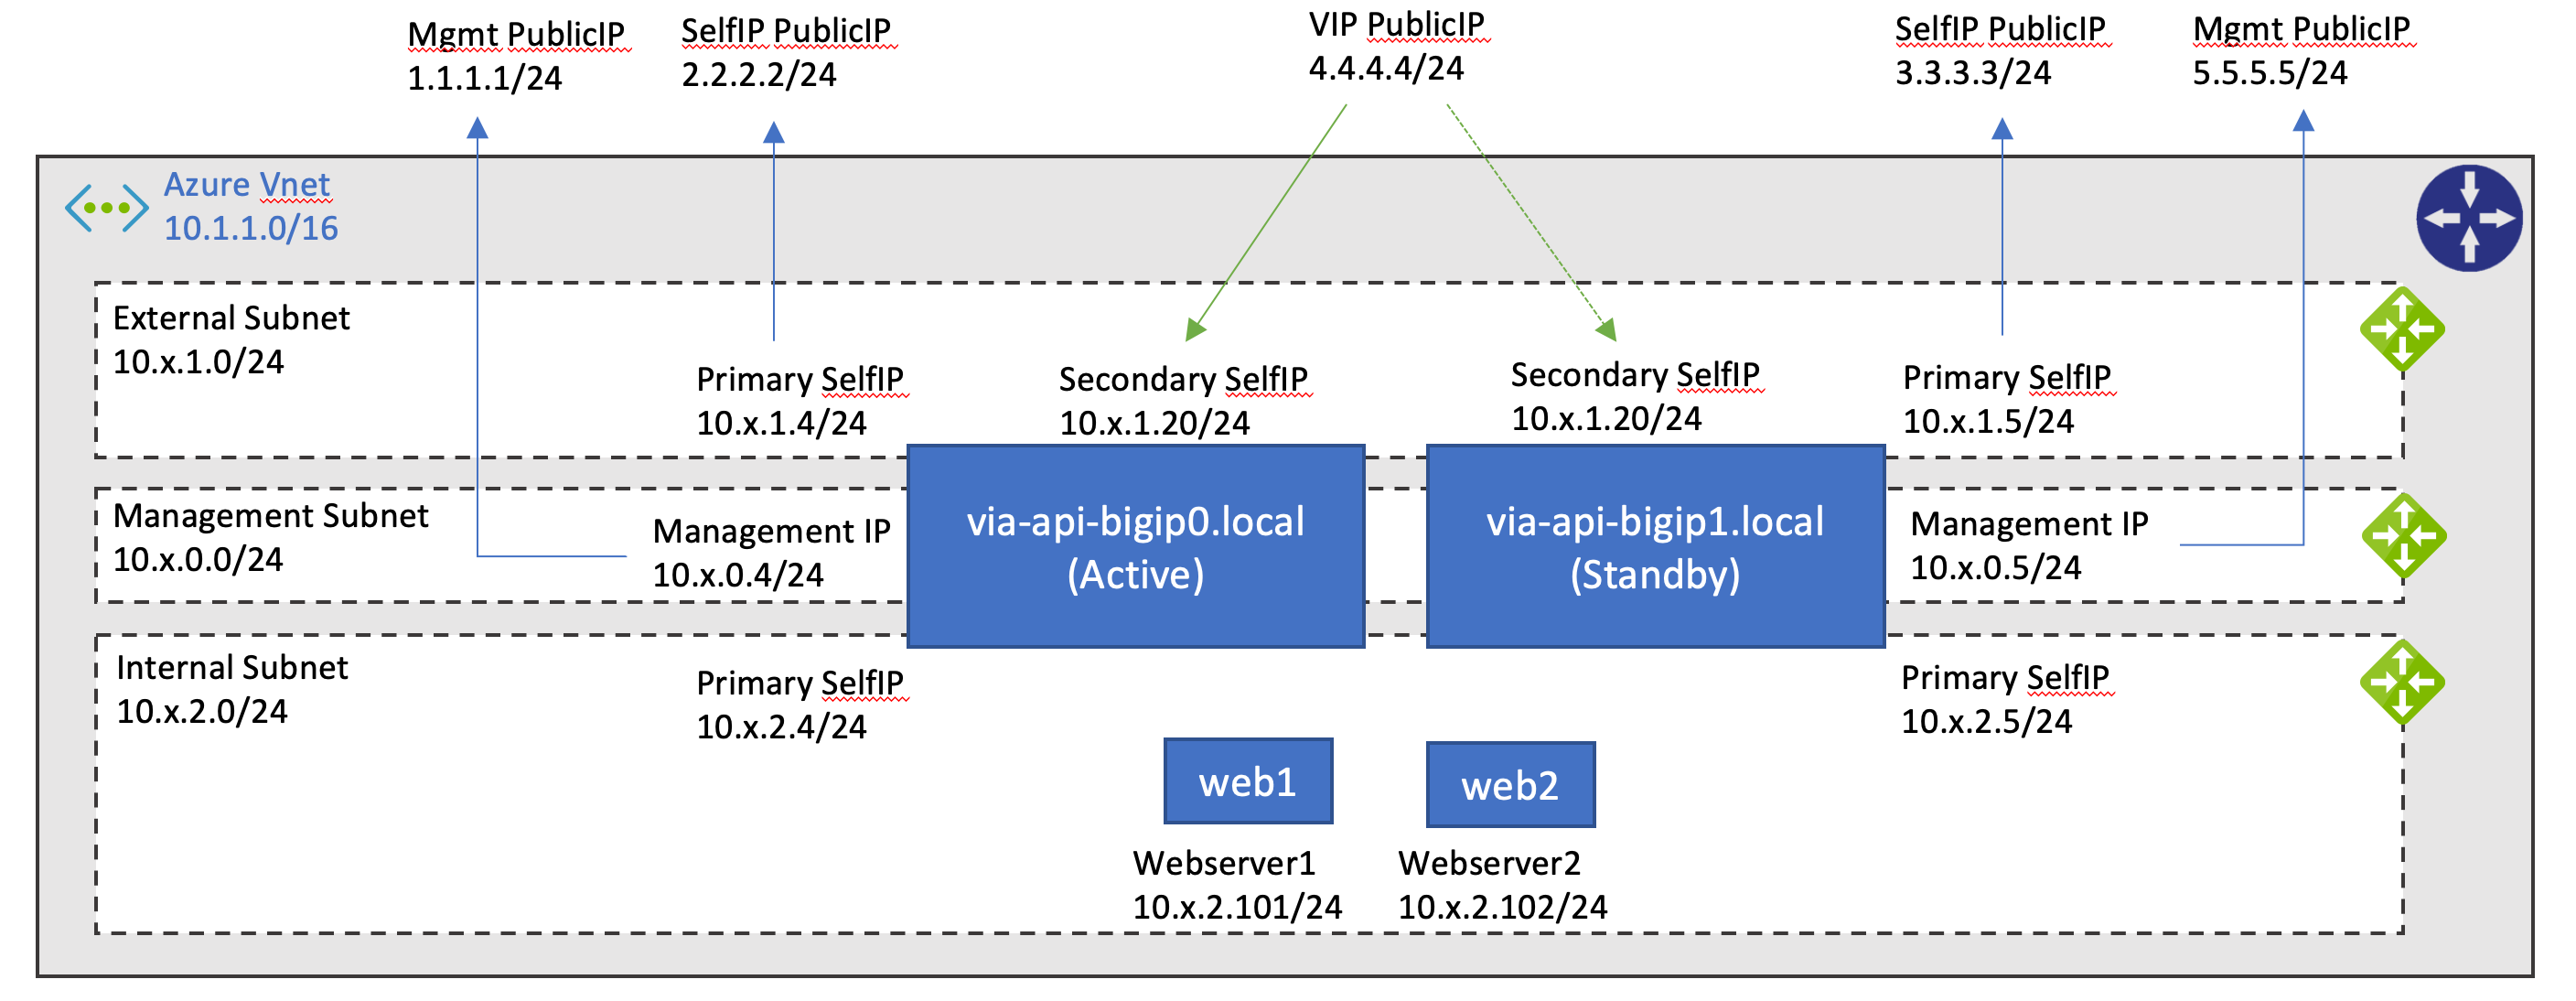 Mgmt PublicIP
1.1.1.1/24
SelfIP PublicIP
2.2.2.2/24
VIP PublicIP
4.4.4.4/24
SelfIP PublicIP
3.3.3.3/24
Mgmt PublicIP
5.5.5.5/24
Azure Vnet
10.1.1.0/16
External Subnet
10.x.1.0/24
Primary SelfIP
10.x.1.4/24
Secondary SelfIP
10.x.1.20/24
Secondary SelfIP
10.x.1.20/24
Primary SelfIP
10.x.1.5/24
Management Subnet
10.x.0.0/24
Management IP
10.x.0.4/24
via-api-bigip0.local
(Active)
via-api-bigip1.local
(Standby)
Management IP
10.x.0.5/24
Internal Subnet
10.x.2.0/24
Primary SelfIP
10.x.2.4/24
Primary SelfIP
10.x.2.5/24
web1
web2
Webserver1
10.x.2.101/24
Webserver2
10.x.2.102/24